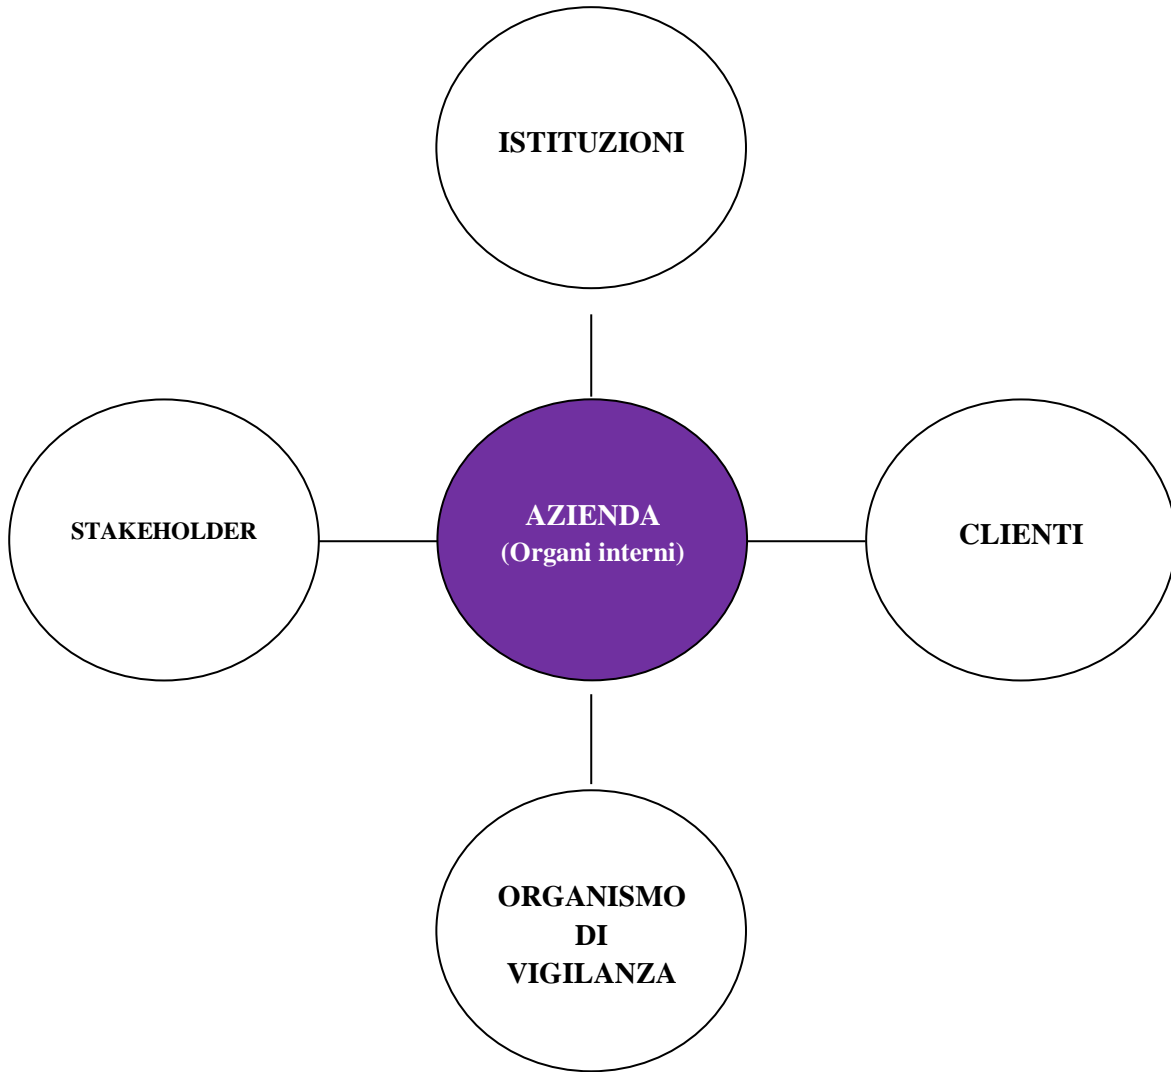 ISTITUZIONI
STAKEHOLDER
AZIENDA
(Organi interni)
CLIENTI
ORGANISMO
DI
VIGILANZA